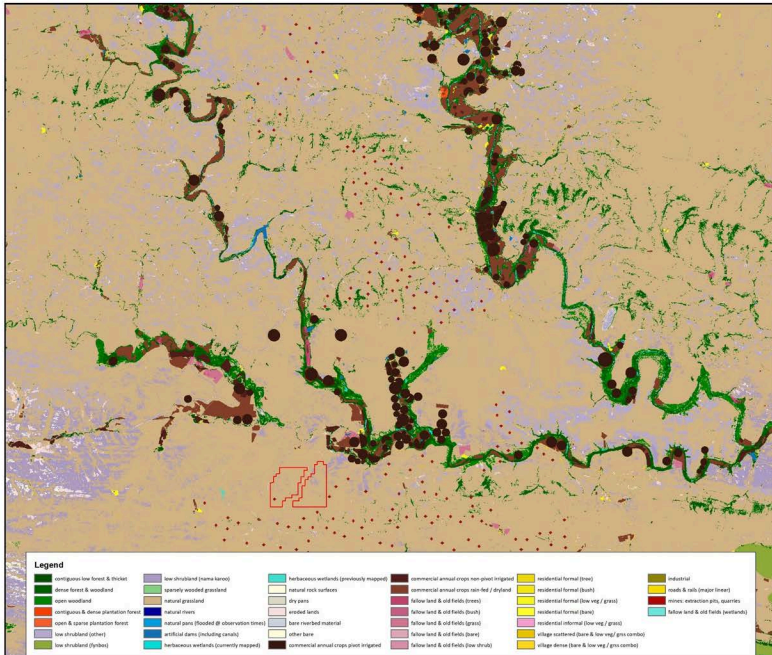 Legend
contiguous low forest & thicket
dense forest & woodland
open woodland
contiguous & dense plantation forest
open & sparse plantation forest
low shrubland (other)
low shrubland (fynbos)
low shrubland (nama-karoo)
sparsely wooded grassland
natural grassland
natural rivers
natural pans (flooded @ observation times)
artificial dams (including canals)
herbaceous wetlands (currently mapped)
herbaceous wetlands (previously mapped)
natural rock surfaces
dry pans
eroded lands
bare riverbed material
other bare
commercial annual crops pivot irrigated
commercial annual crops non-pivot irrigated
commercial annual crops rain-fed / dryland
fallow land & old fields (trees)
fallow land & old fields (bush)
fallow land & old fields (grass)
fallow land & old fields (bare)
fallow land & old fields (low shrub)
residential formal (tree)
residential formal (bush)
residential formal (low veg / grass)
residential formal (bare)
residential informal (low veg / grass)
village scattered (bare & low veg/ grss combo)
village dense (bare & low veg / grss combo)
industrial
roads & rails (major linear)
mines: extraction pits, quarries
fallow land & old fields (wetlands)